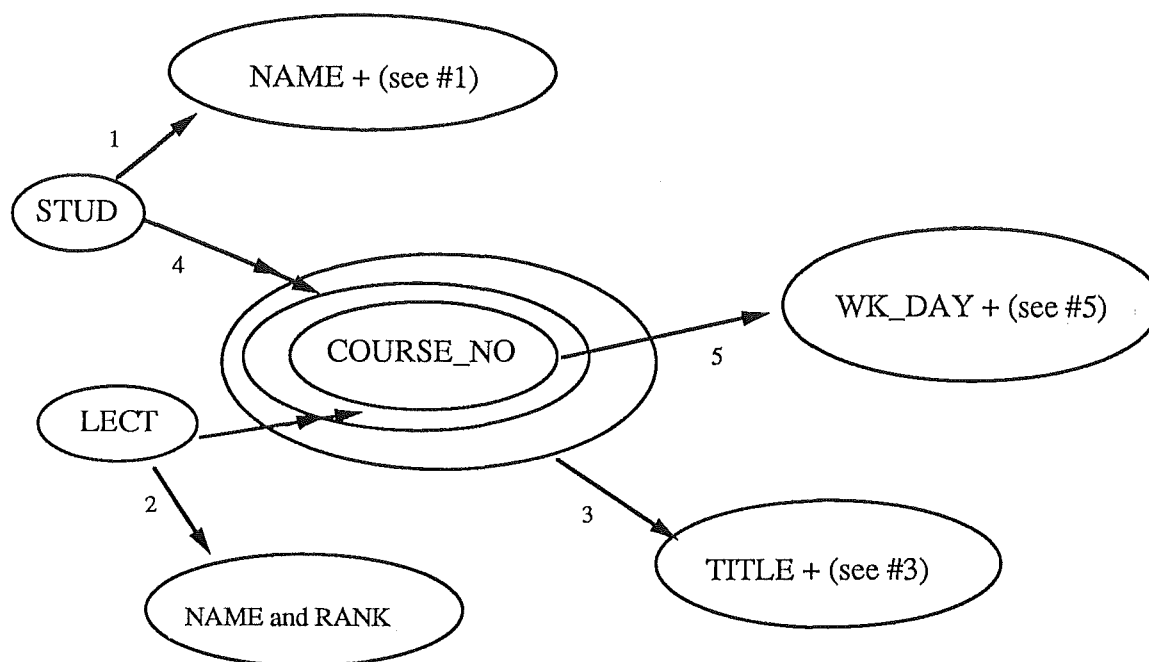 NAME + (see #1)
1
STUD
4
WK_DAY + (see #5)
COURSE_NO
5
LECT
2
3
TITLE + (see #3)
NAME and RANK